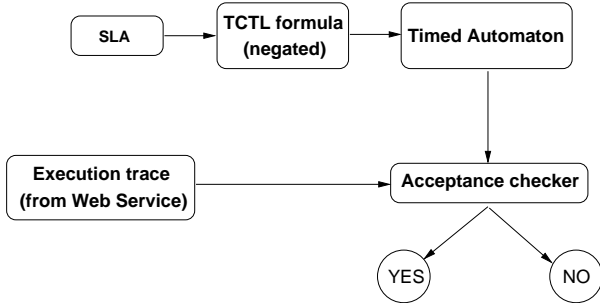 SLA
TCTL formula
(negated)
Timed Automaton
Execution trace
(from Web Service)
Acceptance checker
YES
NO